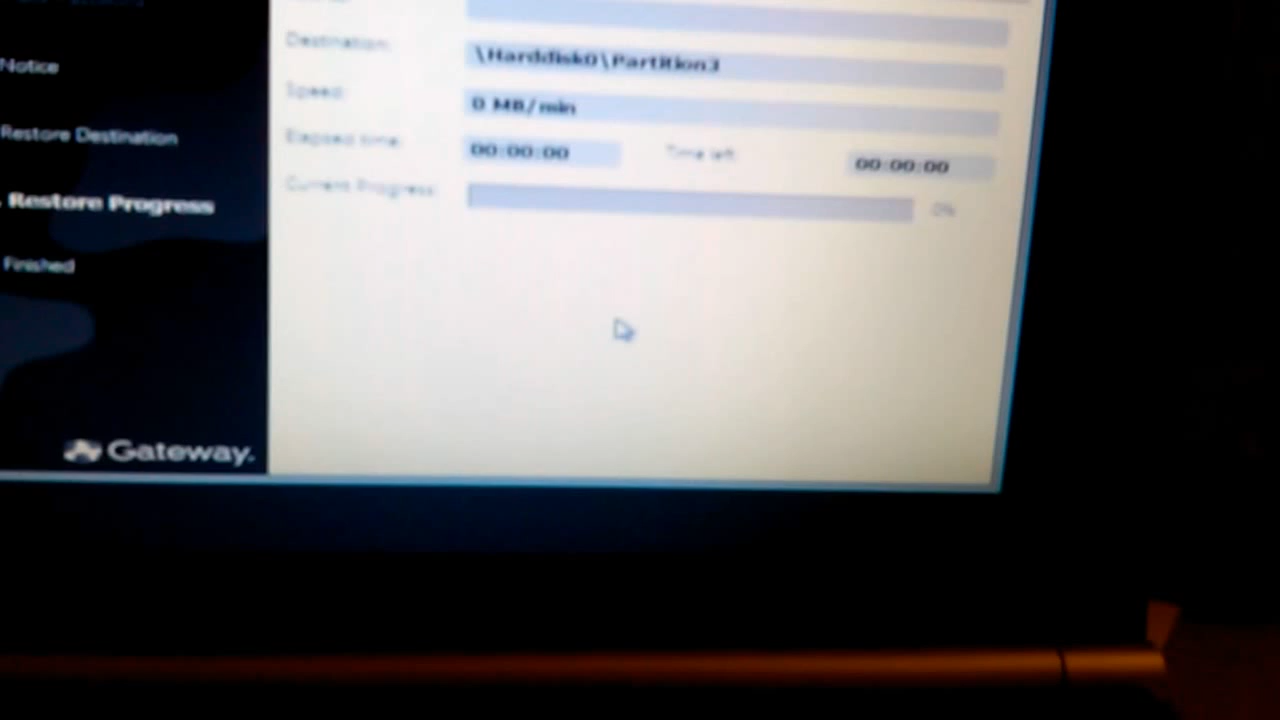 Notice
Restore Destination
Restore Progress
Finished
Gateway.
Destination:
\Harddisk0\Partition3
Speed:
0 MB/min
Elapsed time:
00:00:00
Time left:
00:00:00
Current Progress:
0%